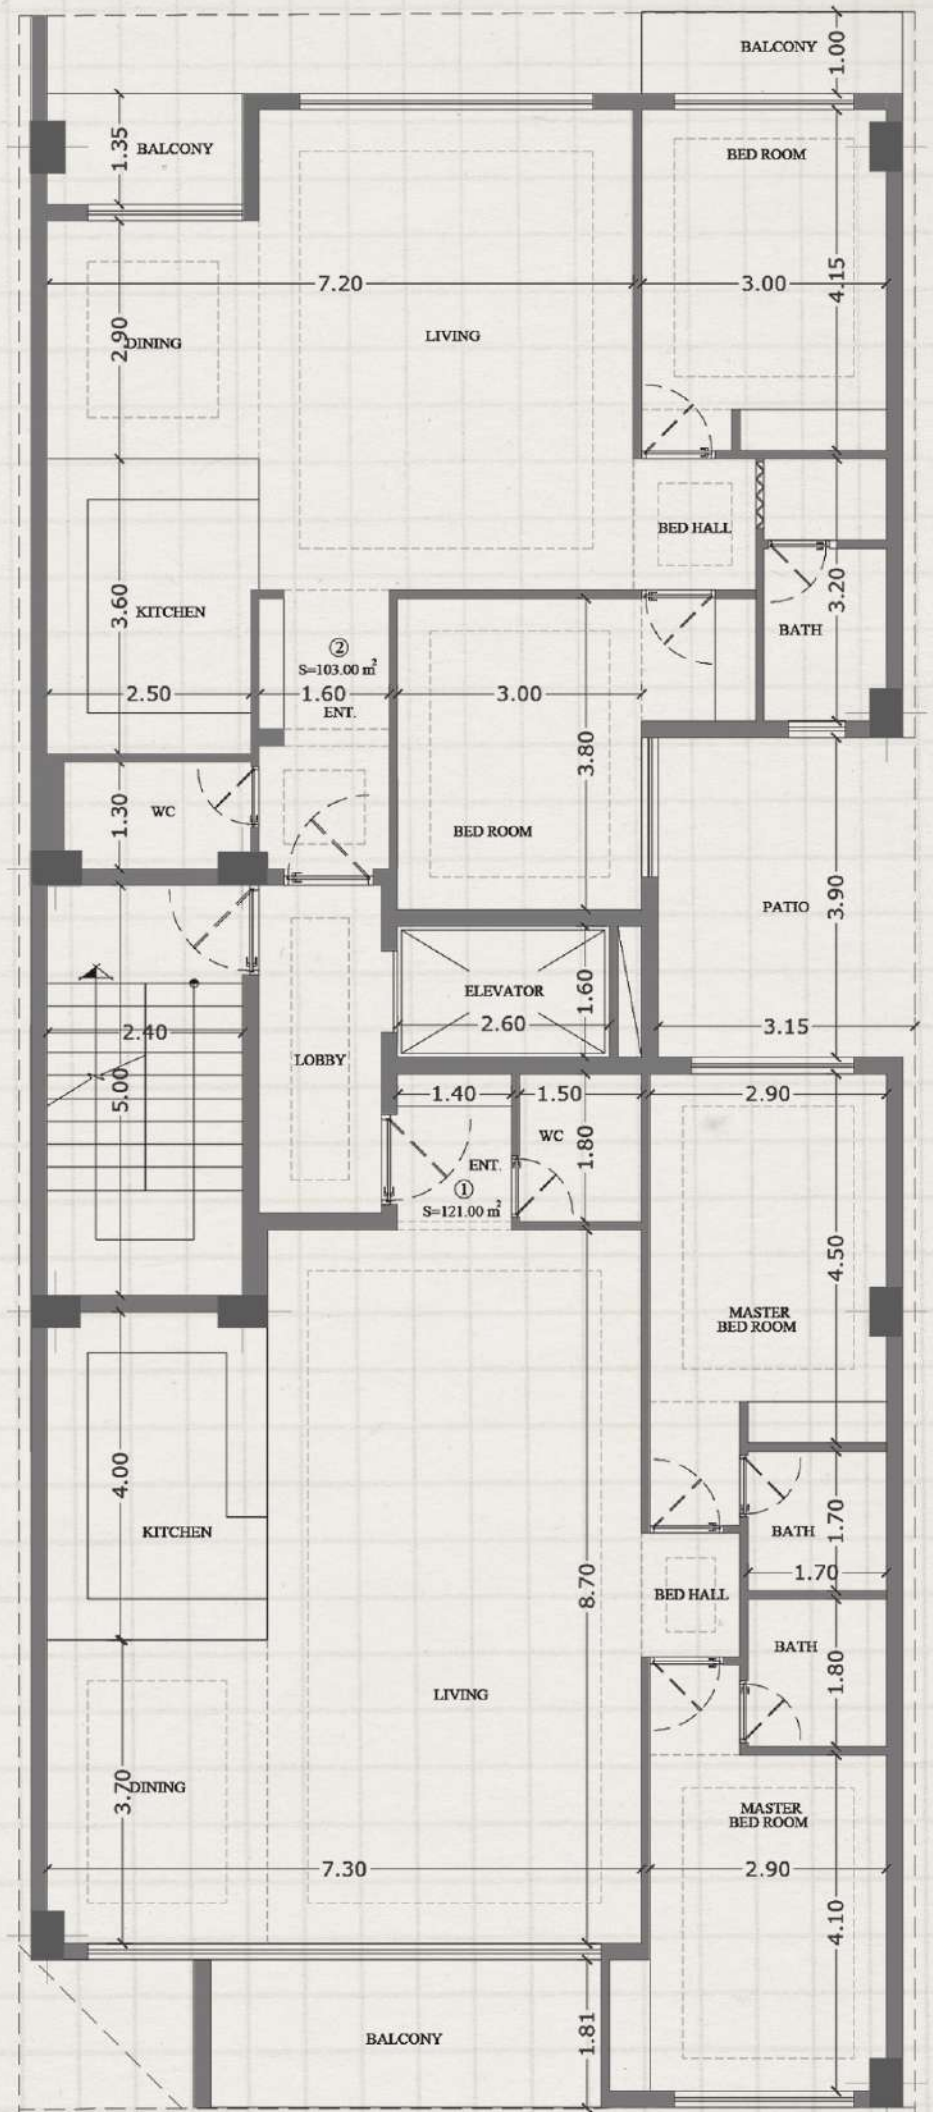 BALCONY
1.00
1.35
BALCONY
BED ROOM
7.20
3.00
4.15
2.90
DINING
LIVING
BED HALL
3.60
KITCHEN
3.20
BATH
②
S=103.00 m²
2.50
1.60
3.00
ENT.
3.80
1.30
WC
BED ROOM
PATIO
3.90
ELEVATOR
1.60
2.60
3.15
2.40
LOBBY
5.00
1.40
1.50
2.90
WC
1.80
ENT.
①
S=121.00 m²
4.50
MASTER
BED ROOM
4.00
KITCHEN
BATH
1.70
1.70
8.70
BED HALL
BATH
1.80
LIVING
3.70
DINING
MASTER
BED ROOM
7.30
2.90
4.10
BALCONY
1.81